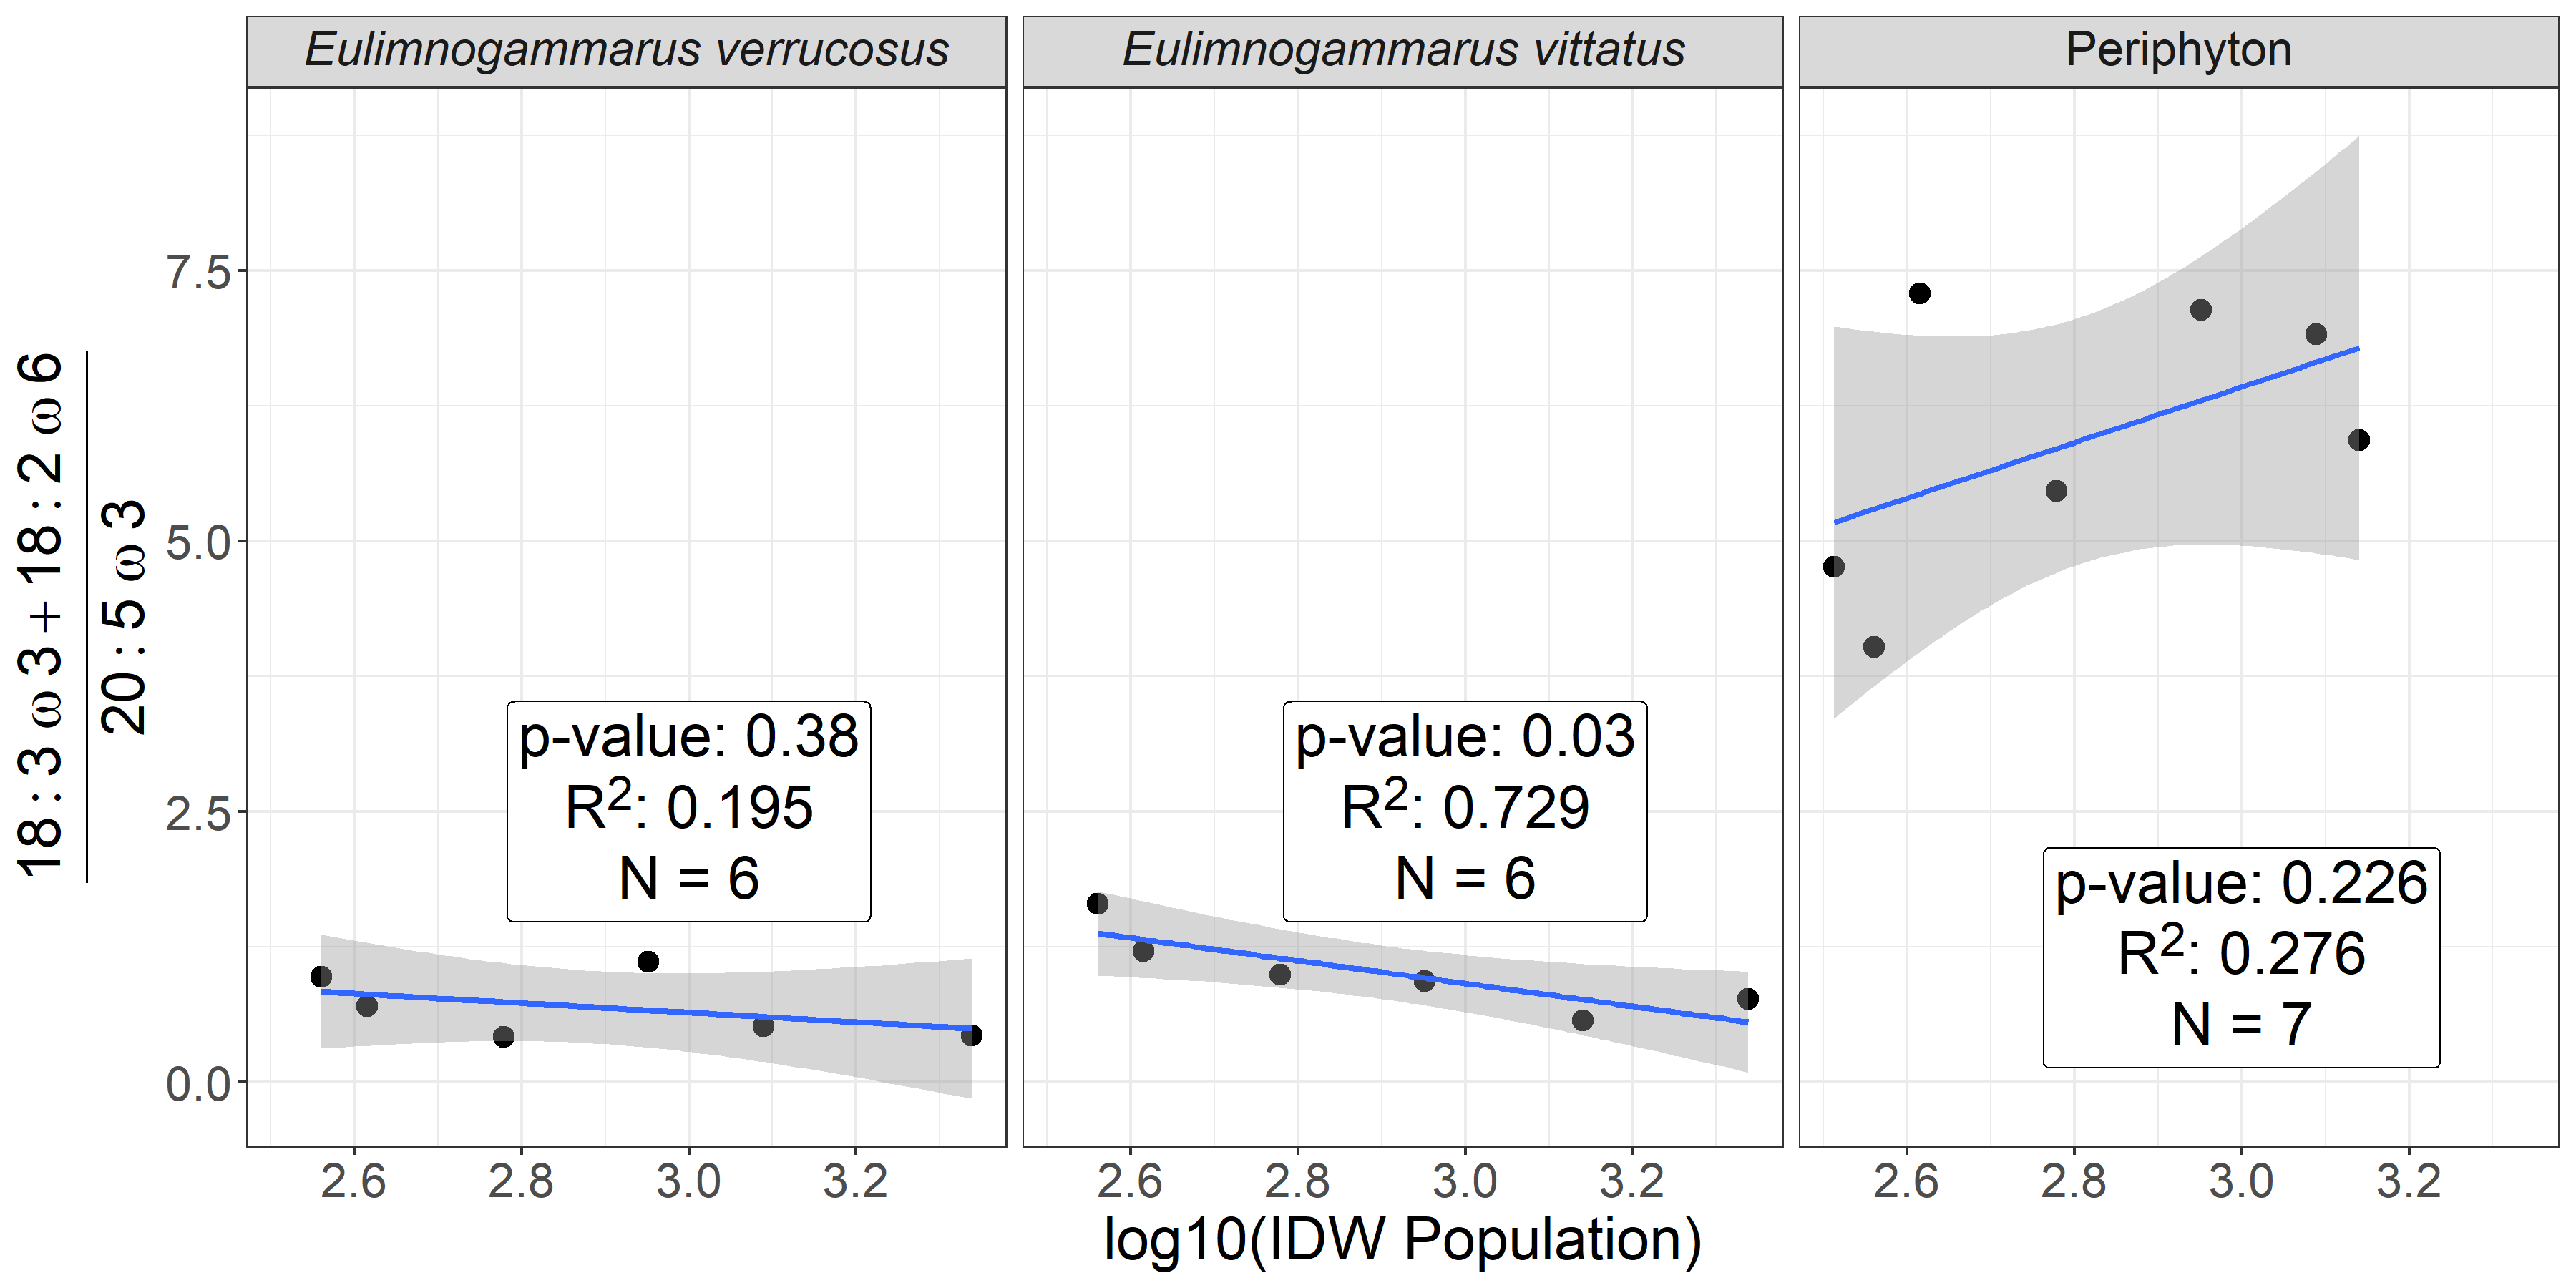 Eulimnogammarus verrucosus
Eulimnogammarus vittatus
Periphyton
18:3 ω 3 + 18:2 ω 6
20:5 ω 3
7.5
5.0
2.5
0.0
p-value: 0.38
R²: 0.195
N = 6
p-value: 0.03
R²: 0.729
N = 6
p-value: 0.226
R²: 0.276
N = 7
2.6 2.8 3.0 3.2
2.6 2.8 3.0 3.2
2.6 2.8 3.0 3.2
log10(IDW Population)